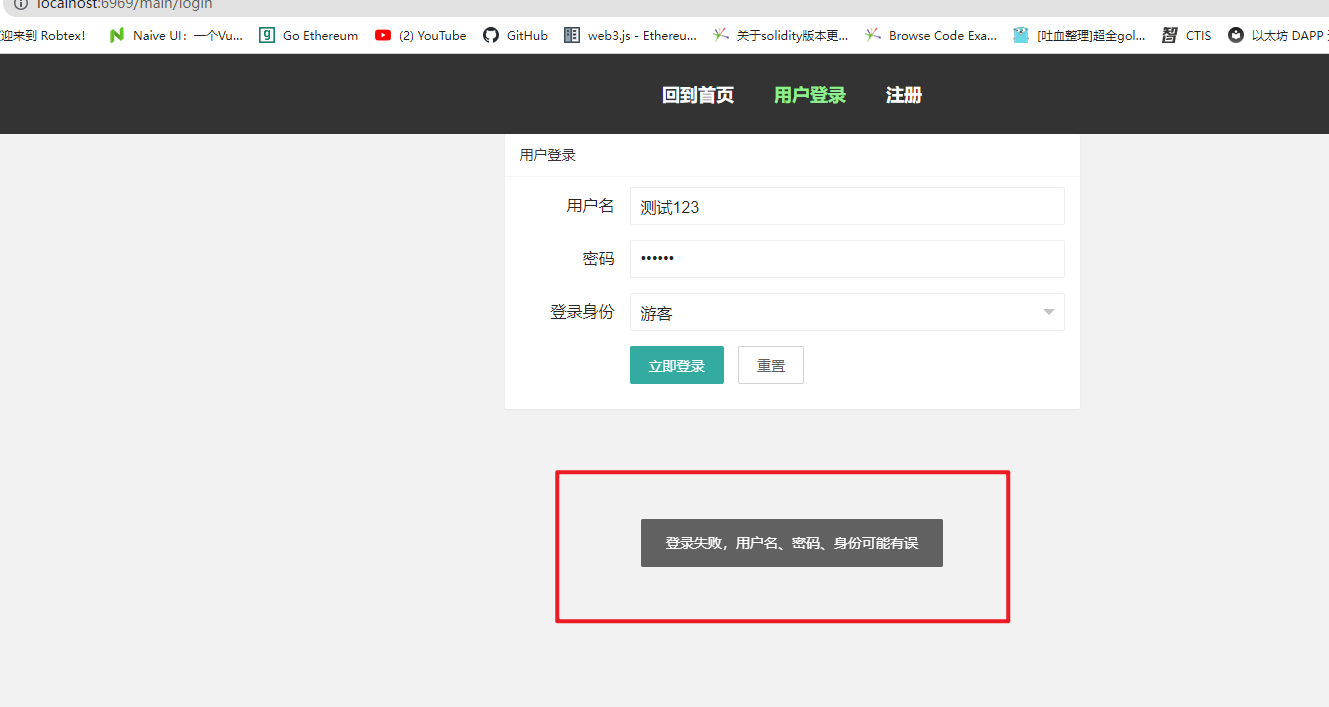 localhost:6969/main/login
迎来到 Robtex! Naive UI：一个Vu... Go Ethereum (2) YouTube GitHub web3.js - Ethereu... 关于solidity版本更... Browse Code Exa... [吐血整理]超全gol... CTIS 以太坊 DAPP
回到首页 用户登录 注册
用户登录
用户名 测试123
密码 ••••••
登录身份 游客
立即登录 重置
登录失败，用户名、密码、身份可能有误